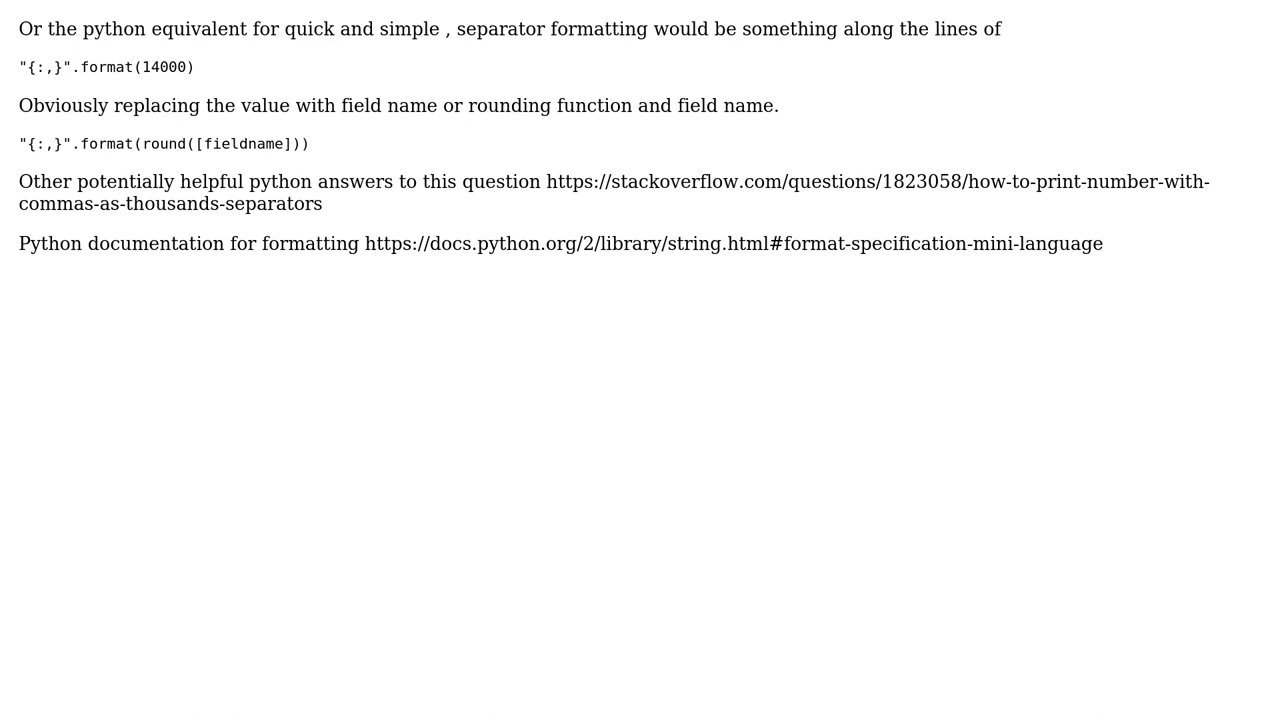 Or the python equivalent for quick and simple , separator formatting would be something along the lines of
"{:,}".format(14000)
Obviously replacing the value with field name or rounding function and field name.
"{:,}".format(round([fieldname]))
Other potentially helpful python answers to this question https://stackoverflow.com/questions/1823058/how-to-print-number-with-
commas-as-thousands-separators
Python documentation for formatting https://docs.python.org/2/library/string.html#format-specification-mini-language